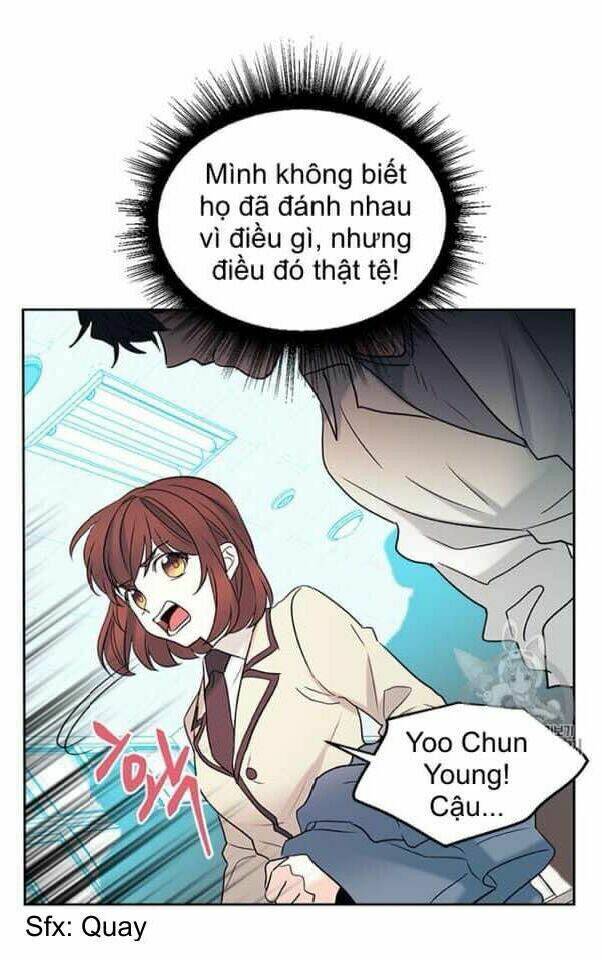 Mình không biết
họ đã đánh nhau
vì điều gì, nhưng
điều đó thật tệ!
Yoo Chun
Young!
Cậu...
Sfx: Quay